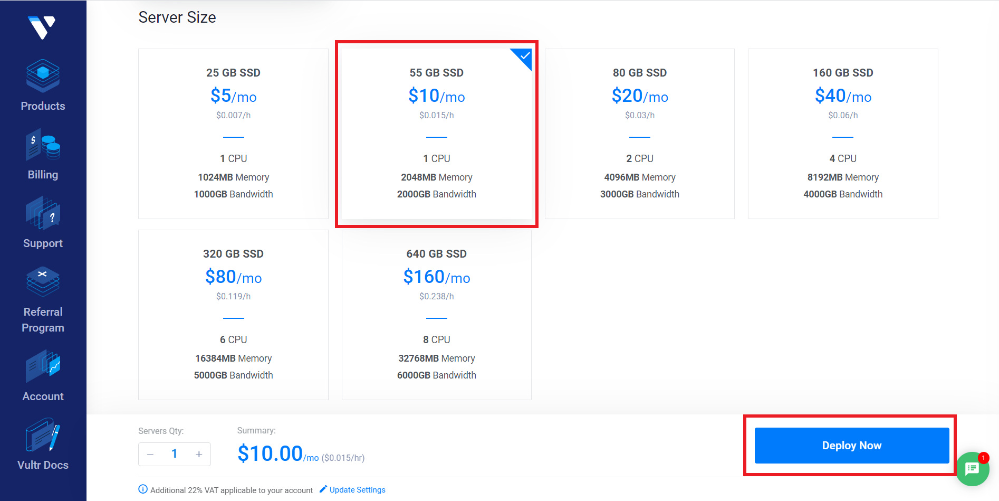 Server Size
Products
Billing
$
Support
?
Referral
Program
Account
Vultr Docs
25 GB SSD
$5/mo
$0.007/h
1 CPU
1024MB Memory
1000GB Bandwidth
55 GB SSD
$10/mo
$0.015/h
1 CPU
2048MB Memory
2000GB Bandwidth
80 GB SSD
$20/mo
$0.03/h
2 CPU
4096MB Memory
3000GB Bandwidth
160 GB SSD
$40/mo
$0.06/h
4 CPU
8192MB Memory
4000GB Bandwidth
320 GB SSD
$80/mo
$0.119/h
6 CPU
16384MB Memory
5000GB Bandwidth
640 GB SSD
$160/mo
$0.238/h
8 CPU
32768MB Memory
6000GB Bandwidth
Servers Qty:
− 1 +
Summary:
$10.00/mo ($0.015/hr)
Deploy Now
1
Additional 22% VAT applicable to your account Update Settings